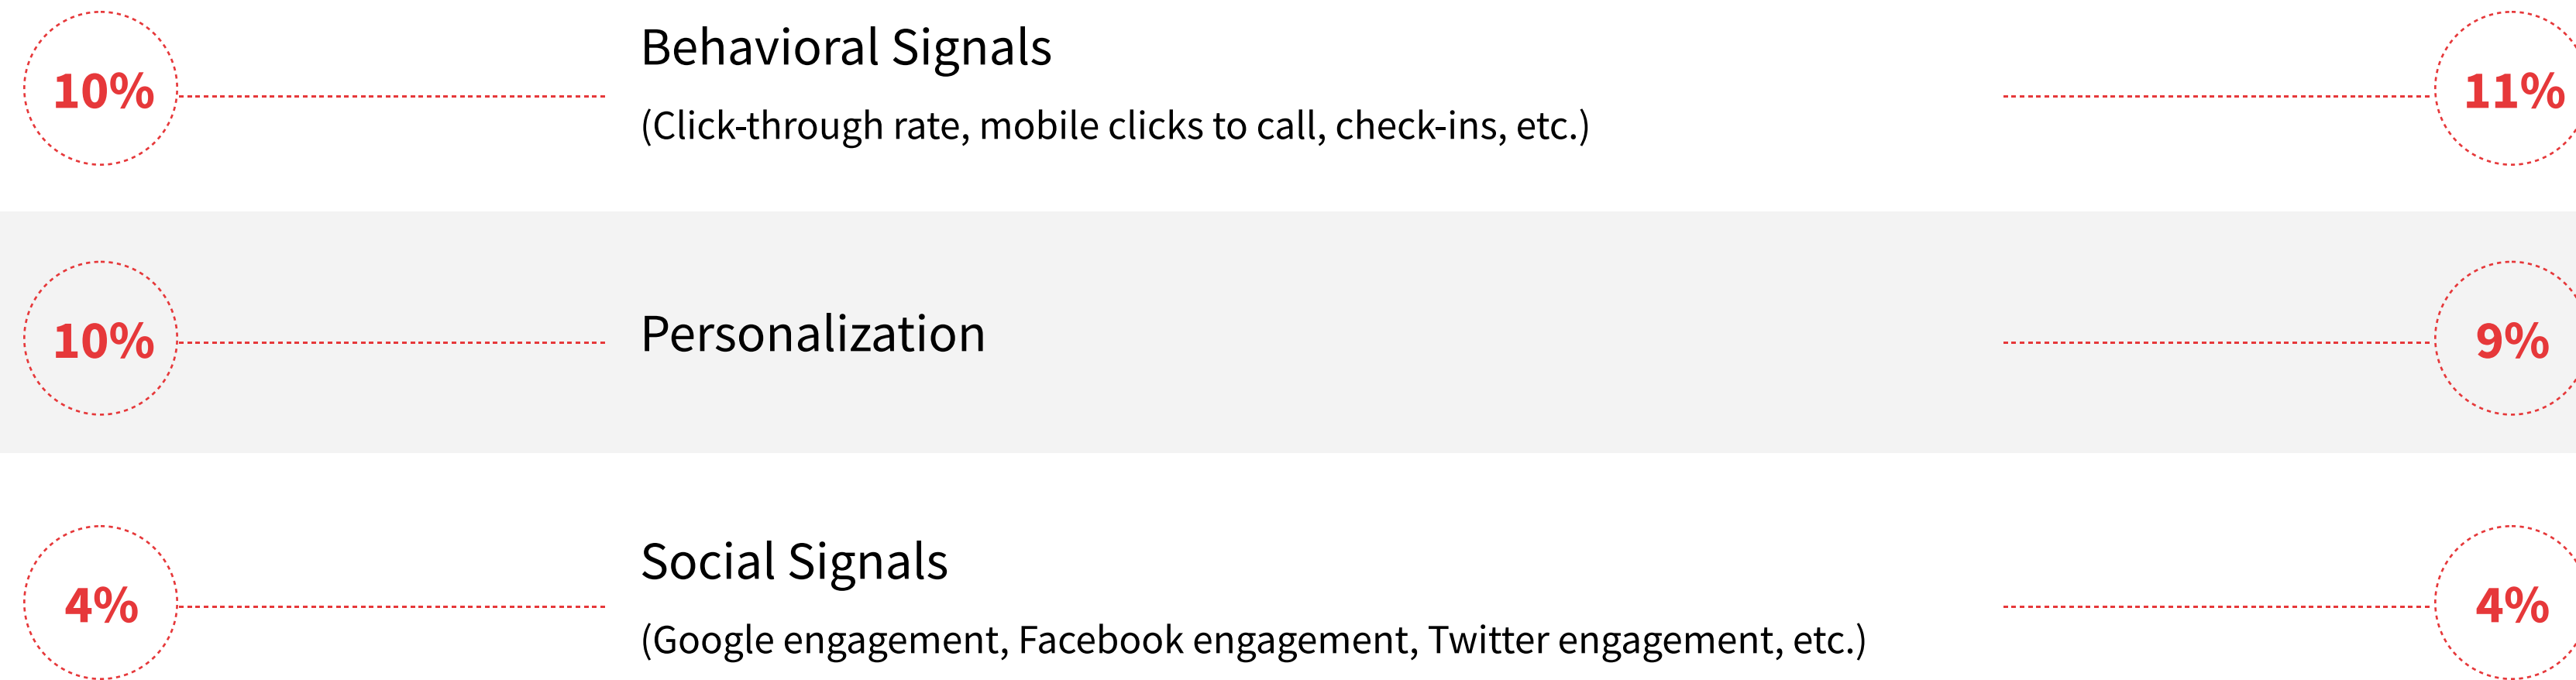 Behavioral Signals
10%
11%
(Click-through rate, mobile clicks to call, check-ins, etc.)
10%
Personalization
9%
Social Signals
4%
4%
(Google engagement, Facebook engagement, Twitter engagement, etc.)